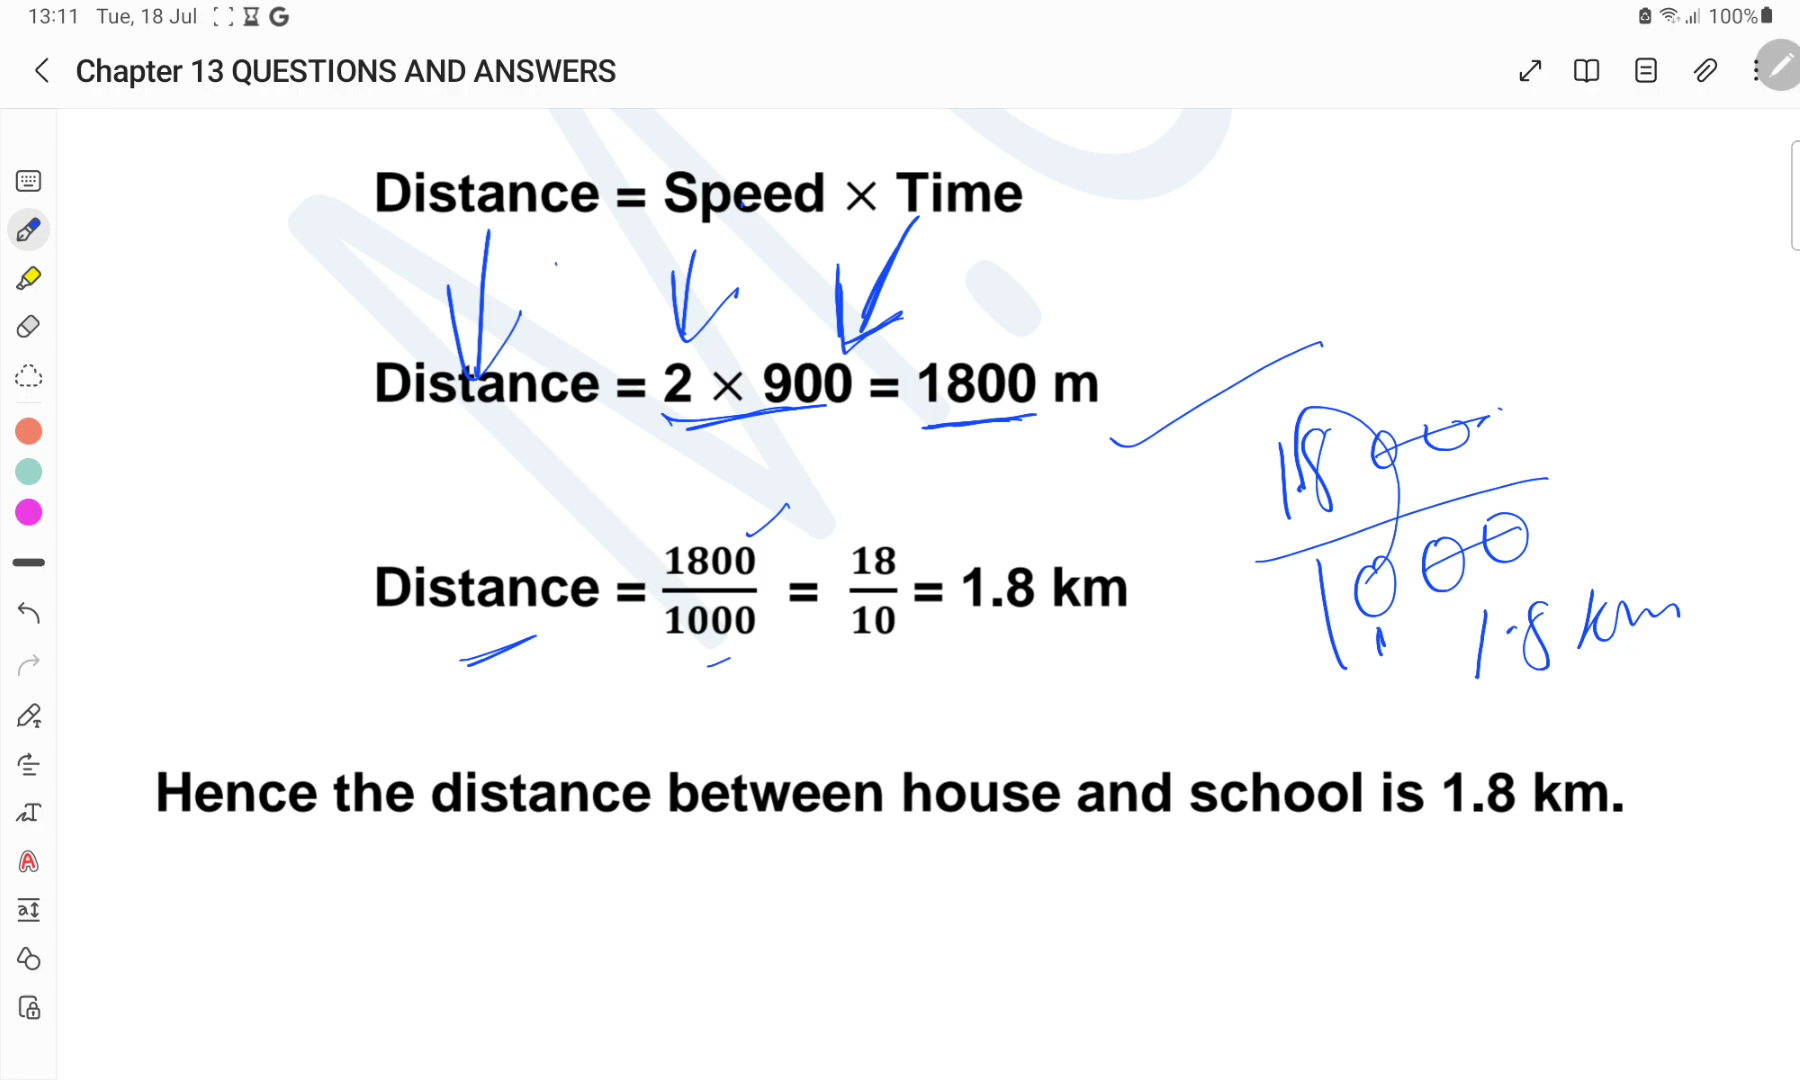 13:11 Tue, 18 Jul G 100%
Chapter 13 QUESTIONS AND ANSWERS
Distance = Speed × Time
Distance = 2 × 900 = 1800 m
1800
1000
Distance = 1800/1000 = 18/10 = 1.8 km
1.8 km
Hence the distance between house and school is 1.8 km.